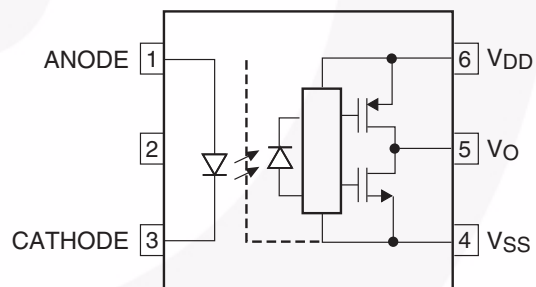 ANODE 1
2
CATHODE 3
6 VDD
5 VO
4 VSS